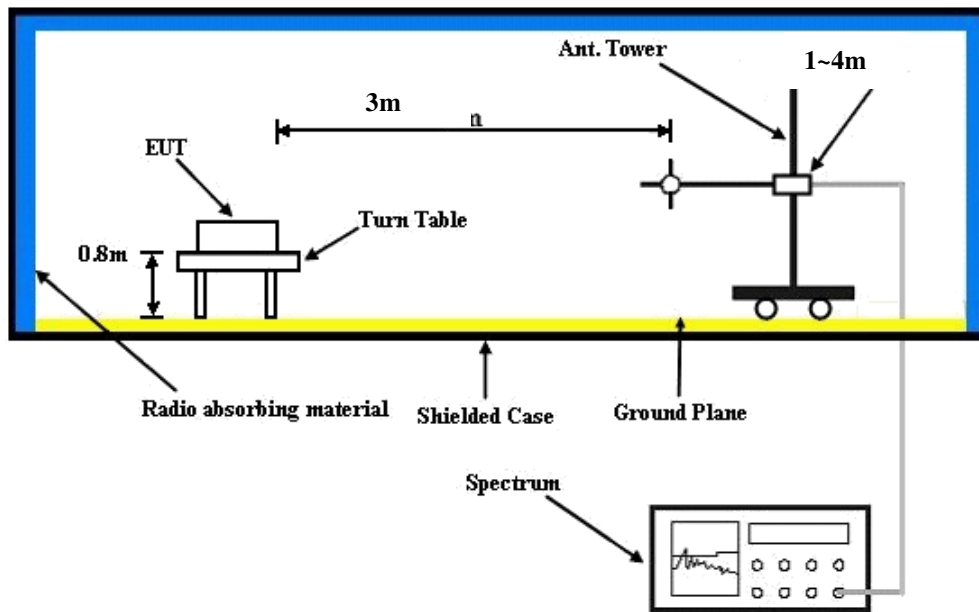 Ant. Tower
1~4m
3m
n
EUT
Turn Table
0.8m
Radio absorbing material
Shielded Case
Ground Plane
Spectrum